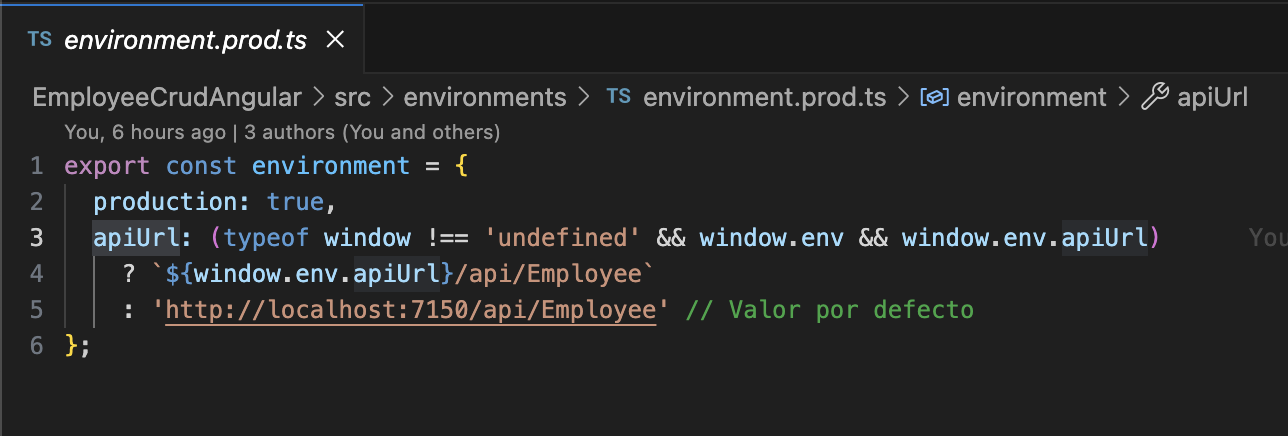 TS environment.prod.ts ×
EmployeeCrudAngular > src > environments > TS environment.prod.ts > environment > apiUrl
You, 6 hours ago | 3 authors (You and others)
1 export const environment = {
2 production: true,
3 apiUrl: (typeof window !== 'undefined' && window.env && window.env.apiUrl) You
4 ? `${window.env.apiUrl}/api/Employee`
5 : 'http://localhost:7150/api/Employee' // Valor por defecto
6 };